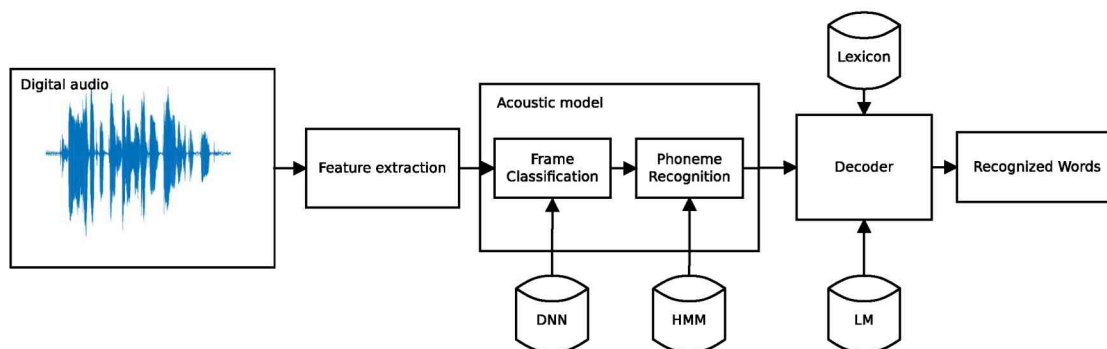 Digital audio
Feature extraction
Acoustic model
Frame
Classification
Phoneme
Recognition
DNN
HMM
Lexicon
Decoder
LM
Recognized Words